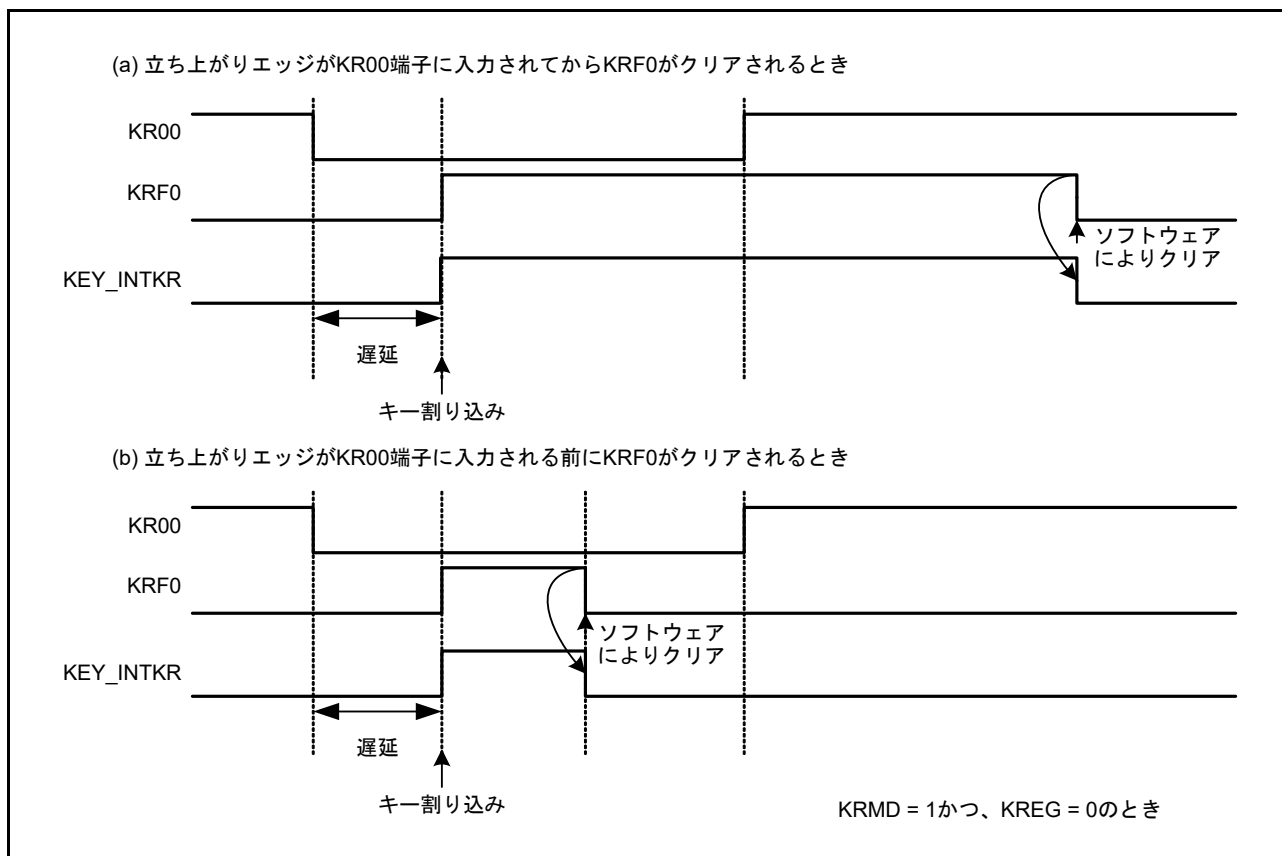 (a) 立ち上がりエッジがKR00端子に入力されてからKRF0がクリアされるとき
KR00
KRF0
ソフトウェア
によりクリア
KEY_INTKR
遅延
キー割り込み
(b) 立ち上がりエッジがKR00端子に入力される前にKRF0がクリアされるとき
KR00
KRF0
ソフトウェア
によりクリア
KEY_INTKR
遅延
キー割り込み
KRMD = 1かつ、KREG = 0のとき